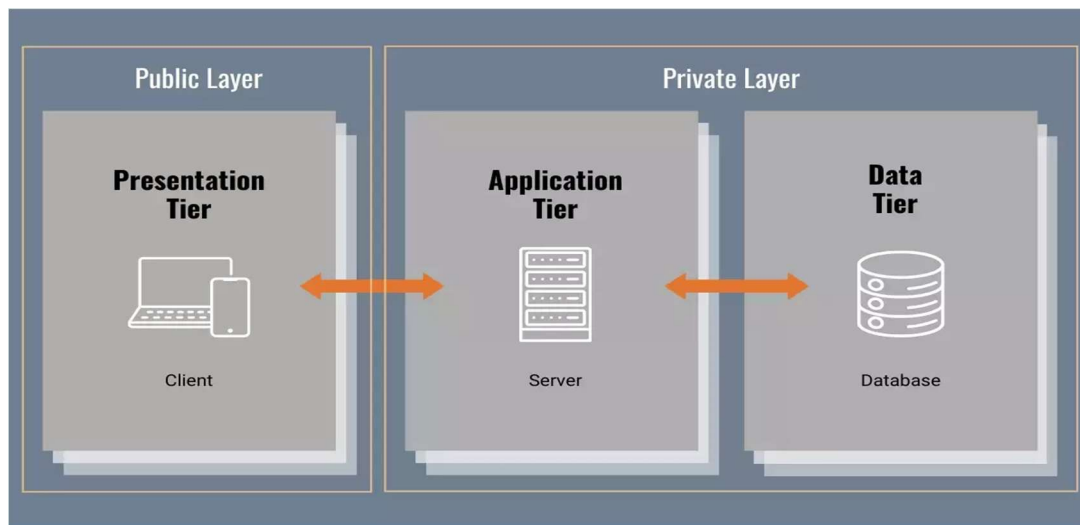 Public Layer
Private Layer
Presentation
Tier
Client
Application
Tier
Server
Data
Tier
Database